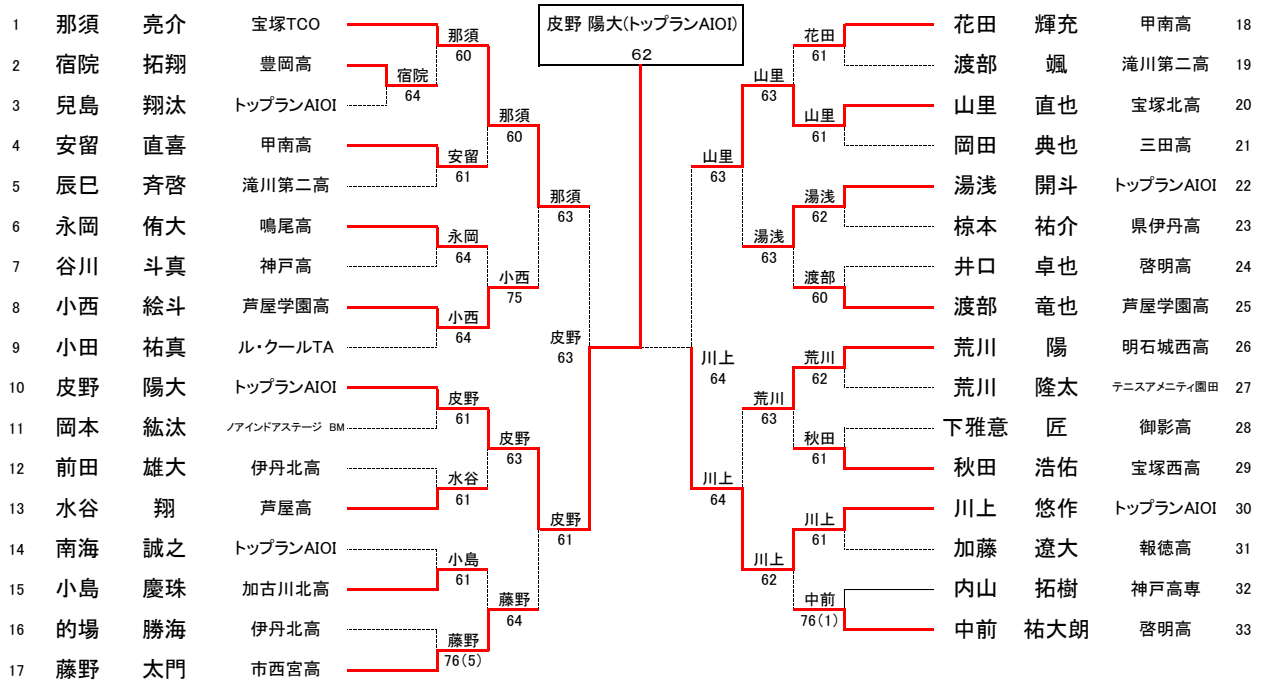 皮野 陽大(トップランAIOI)
62
1 那須 亮介 宝塚TCO
2 宿院 拓翔 豊岡高
3 兒島 翔汰 トップランAIOI
4 安留 直喜 甲南高
5 辰巳 斉啓 滝川第二高
6 永岡 侑大 鳴尾高
7 谷川 斗真 神戸高
8 小西 絵斗 芦屋学園高
9 小田 祐真 ル・クールTA
10 皮野 陽大 トップランAIOI
11 岡本 紘汰 ノアインドアステージ BM
12 前田 雄大 伊丹北高
13 水谷 翔 芦屋高
14 南海 誠之 トップランAIOI
15 小島 慶珠 加古川北高
16 的場 勝海 伊丹北高
17 藤野 太門 市西宮高
宿院
64
那須
60
安留
61
永岡
64
小西
64
皮野
61
水谷
61
小島
61
藤野
76(5)
那須
60
小西
75
皮野
63
藤野
64
那須
63
皮野
61
皮野
63
川上
64
山里
63
川上
64
山里
63
湯浅
63
荒川
63
川上
62
花田
61
山里
61
湯浅
62
渡部
60
荒川
62
秋田
61
川上
61
中前
76(1)
花田 輝充 甲南高 18
渡部 颯 滝川第二高 19
山里 直也 宝塚北高 20
岡田 典也 三田高 21
湯浅 開斗 トップランAIOI 22
椋本 祐介 県伊丹高 23
井口 卓也 啓明高 24
渡部 竜也 芦屋学園高 25
荒川 陽 明石城西高 26
荒川 隆太 テニスアメニティ園田 27
下雅意 匠 御影高 28
秋田 浩佑 宝塚西高 29
川上 悠作 トップランAIOI 30
加藤 遼大 報徳高 31
内山 拓樹 神戸高専 32
中前 祐大朗 啓明高 33